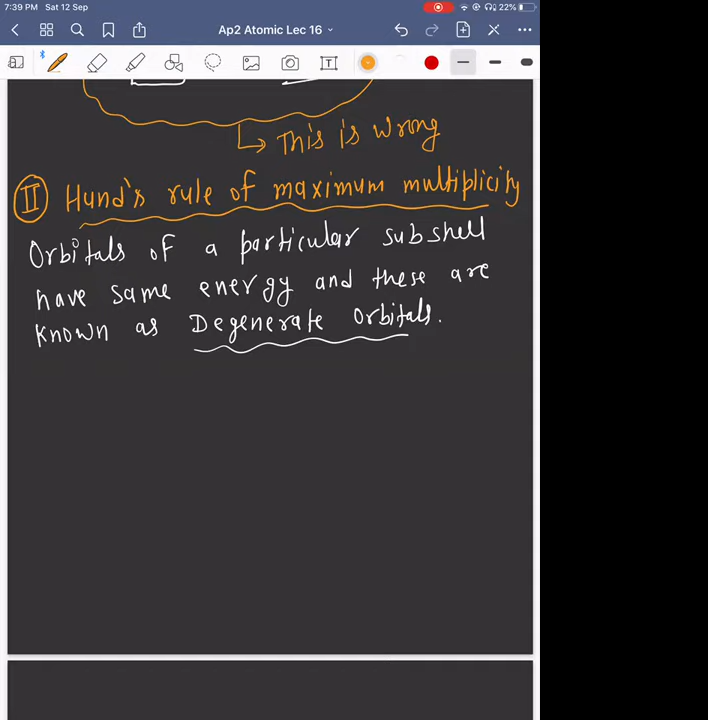 7:39 PM Sat 12 Sep
22%
Ap2 Atomic Lec 16
T
This is wrong
II Hund's rule of maximum multiplicity
Orbitals of a particular subshell
have same energy and these are
known as Degenerate Orbitals.